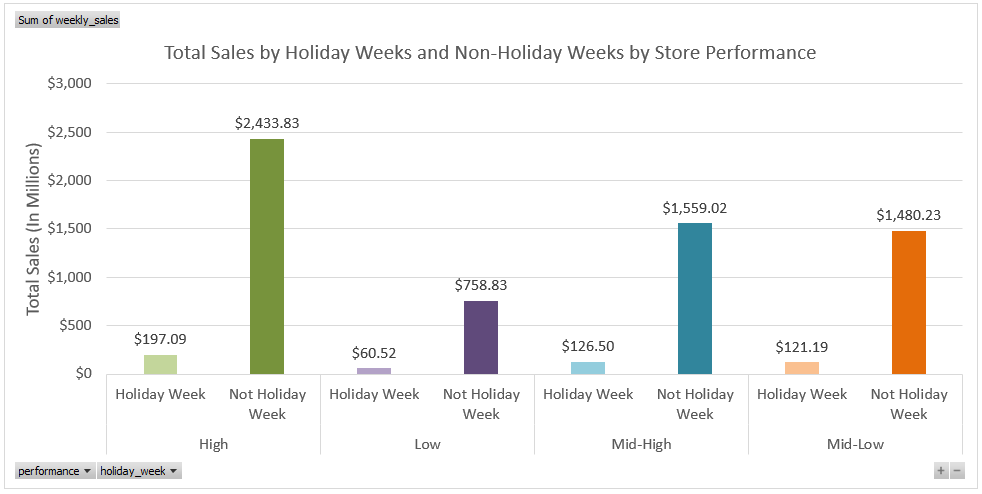 Sum of weekly_sales
Total Sales by Holiday Weeks and Non-Holiday Weeks by Store Performance
Total Sales (In Millions)
$3,000
$2,500
$2,000
$1,500
$1,000
$500
$0
$197.09
$2,433.83
$60.52
$758.83
$126.50
$1,559.02
$121.19
$1,480.23
Holiday Week
Not Holiday
Week
Holiday Week
Not Holiday
Week
Holiday Week
Not Holiday
Week
Holiday Week
Not Holiday
Week
High
Low
Mid-High
Mid-Low
performance
holiday_week
+ −